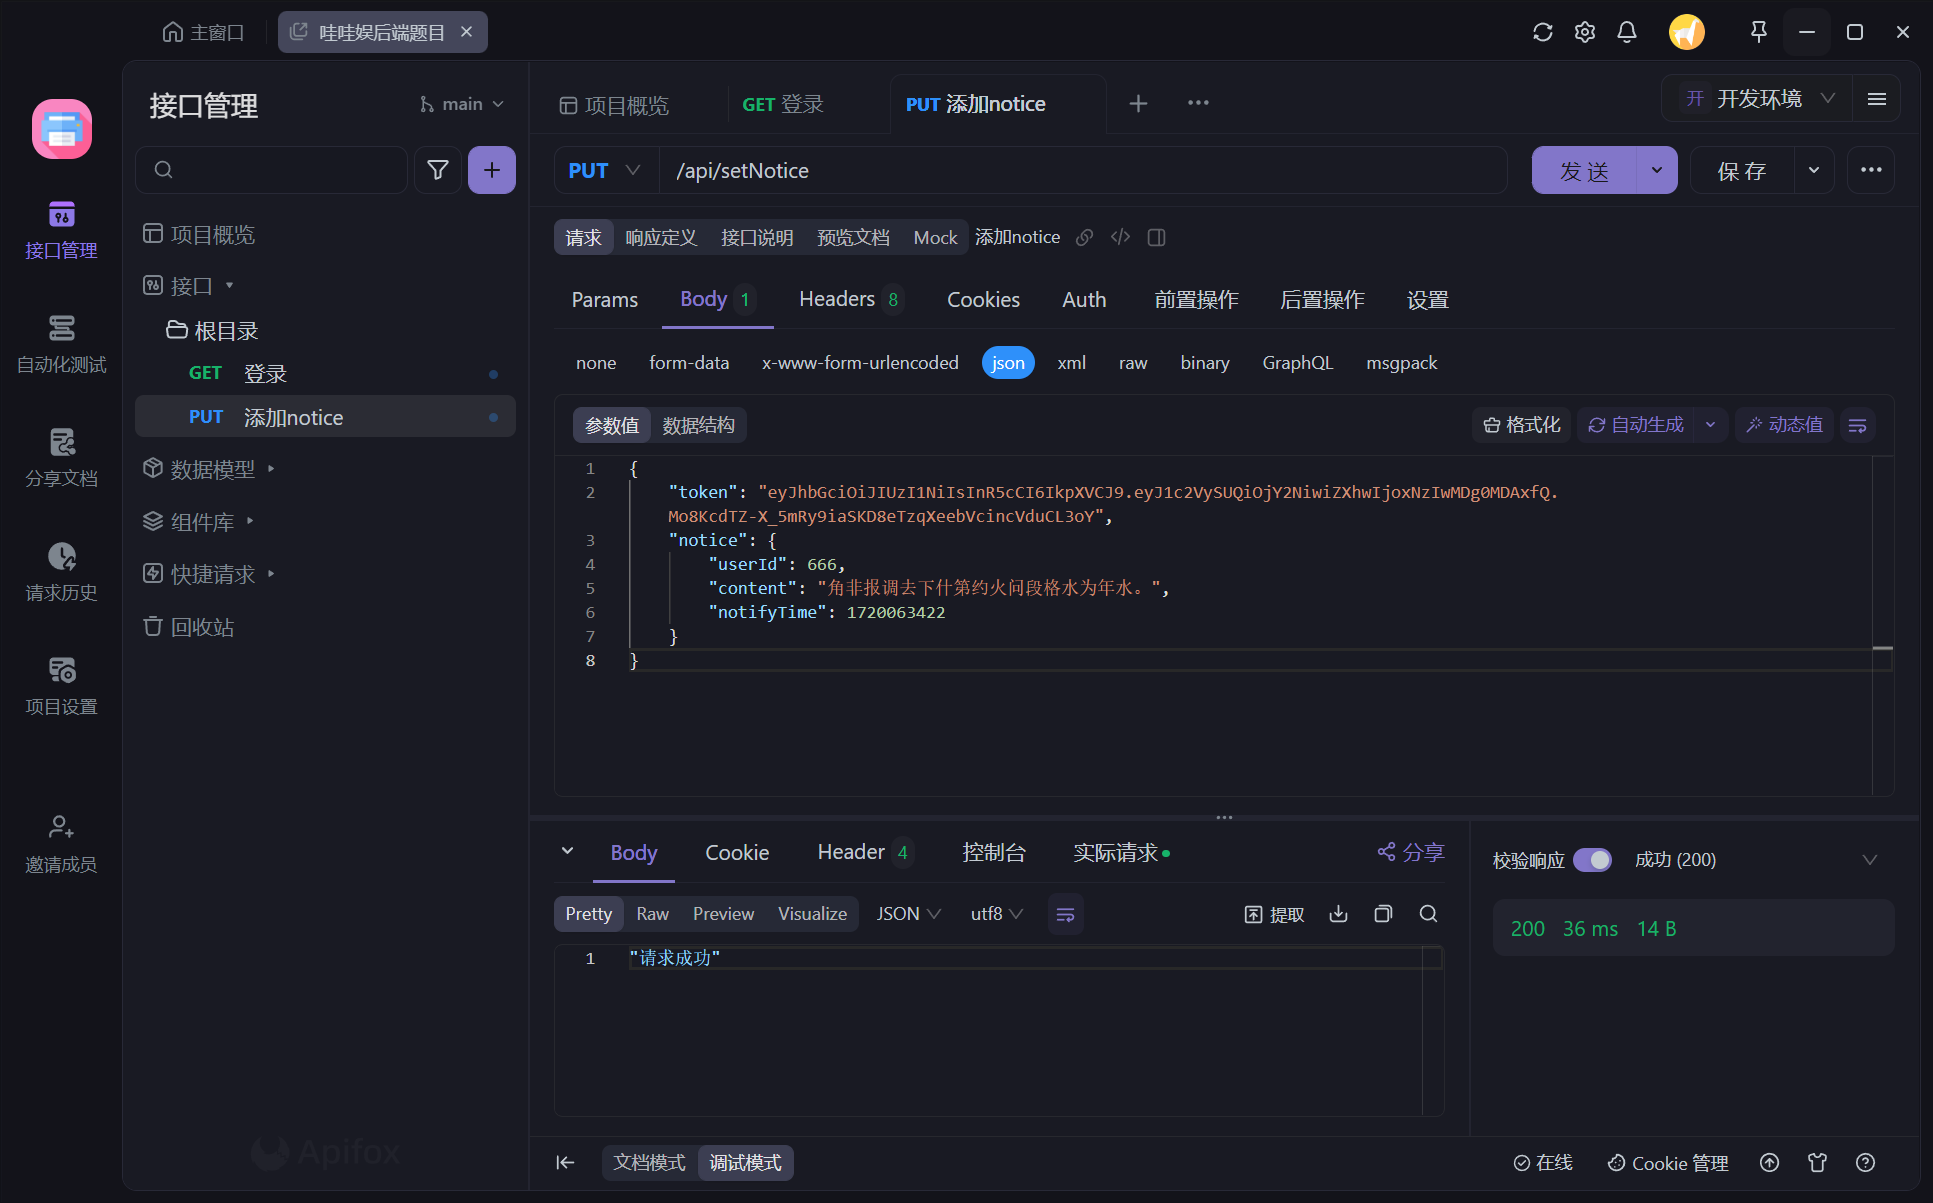 主窗口
哇哇娱后端题目
接口管理
main
项目概览
GET 登录
PUT 添加notice
开 开发环境
PUT
/api/setNotice
发 送
保 存
接口管理
自动化测试
分享文档
请求历史
项目设置
邀请成员
项目概览
接口
根目录
GET 登录
PUT 添加notice
数据模型
组件库
快捷请求
回收站
请求 响应定义 接口说明 预览文档 Mock 添加notice
Params Body 1 Headers 8 Cookies Auth 前置操作 后置操作 设置
none form-data x-www-form-urlencoded json xml raw binary GraphQL msgpack
参数值 数据结构 格式化 自动生成 动态值
1 {
2 "token": "eyJhbGciOiJIUzI1NiIsInR5cCI6IkpXVCJ9.eyJ1c2VySUQiOjY2NiwiZXhwIjoxNzIwMDg0MDAxfQ.
Mo8KcdTZ-X_5mRy9iaSKD8eTzqXeebVcincVduCL3oY",
3 "notice": {
4 "userId": 666,
5 "content": "角非报调去下什第约火问段格水为年水。",
6 "notifyTime": 1720063422
7 }
8 }
Body Cookie Header 4 控制台 实际请求 分享
校验响应 成功 (200)
Pretty Raw Preview Visualize JSON utf8 提取
200 36 ms 14 B
1 "请求成功"
Apifox
文档模式 调试模式
在线 Cookie 管理